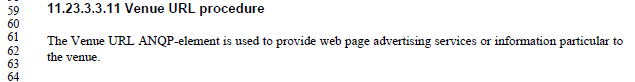 59 11.23.3.3.11 Venue URL procedure
60
61 The Venue URL ANQP-element is used to provide web page advertising services or information particular to
62 the venue.
63
64